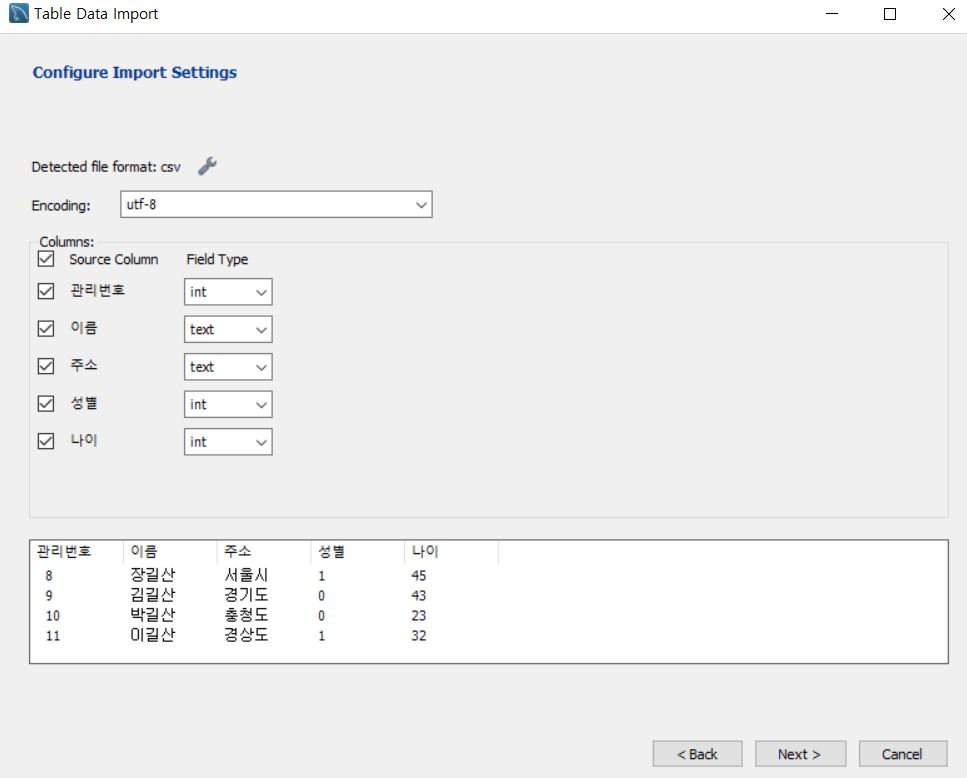 Table Data Import
Configure Import Settings
Detected file format: csv
Encoding: utf-8
Columns:
Source Column Field Type
관리번호 int
이름 text
주소 text
성별 int
나이 int
관리번호 이름 주소 성별 나이
8 장길산 서울시 1 45
9 김길산 경기도 0 43
10 박길산 충청도 0 23
11 이길산 경상도 1 32
< Back Next > Cancel